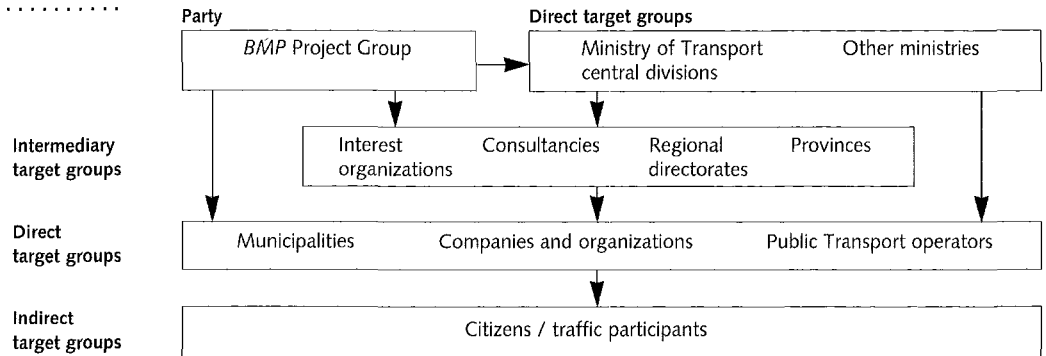 Party
Direct target groups
BMP Project Group
Ministry of Transport
central divisions
Other ministries
Intermediary
target groups
Interest
organizations
Consultancies
Regional
directorates
Provinces
Direct
target groups
Municipalities
Companies and organizations
Public Transport operators
Indirect
target groups
Citizens / traffic participants